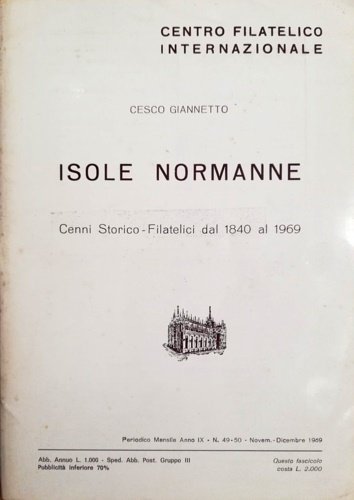 CENTRO FILATELICO
INTERNAZIONALE
CESCO GIANNETTO
ISOLE NORMANNE
Cenni Storico-Filatelici dal 1840 al 1969
Periodico Mensile Anno IX - N. 49-50 - Novem.-Dicembre 1969
Abb. Annuo L. 1.000 - Sped. Abb. Post. Gruppo III
Pubblicità inferiore 70%
Questo fascicolo
costa L. 2.000